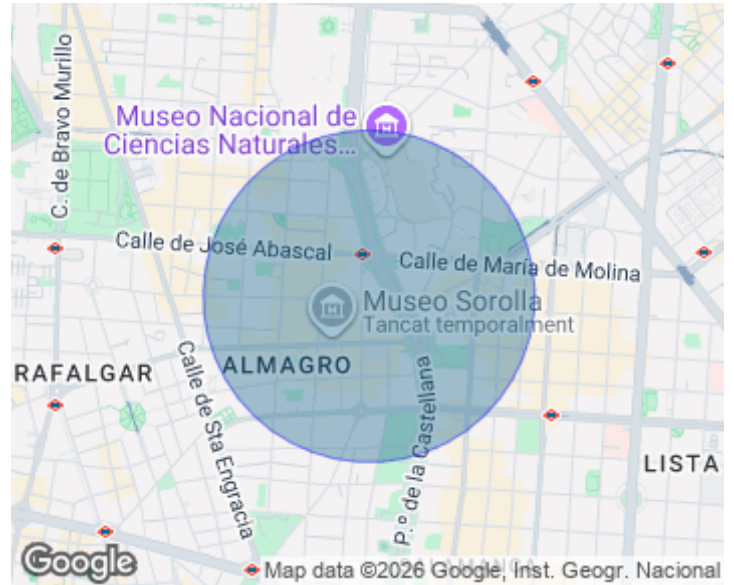 C. de Bravo Murillo
Museo Nacional de
Ciencias Naturales...
Calle de José Abascal
Calle de María de Molina
Museo Sorolla
Tancat temporalment
RAFALGAR
ALMAGRO
Calle de Sta Engracia
P.º de la Castellana
LISTA
Google
Map data ©2026 Google, Inst. Geogr. Nacional